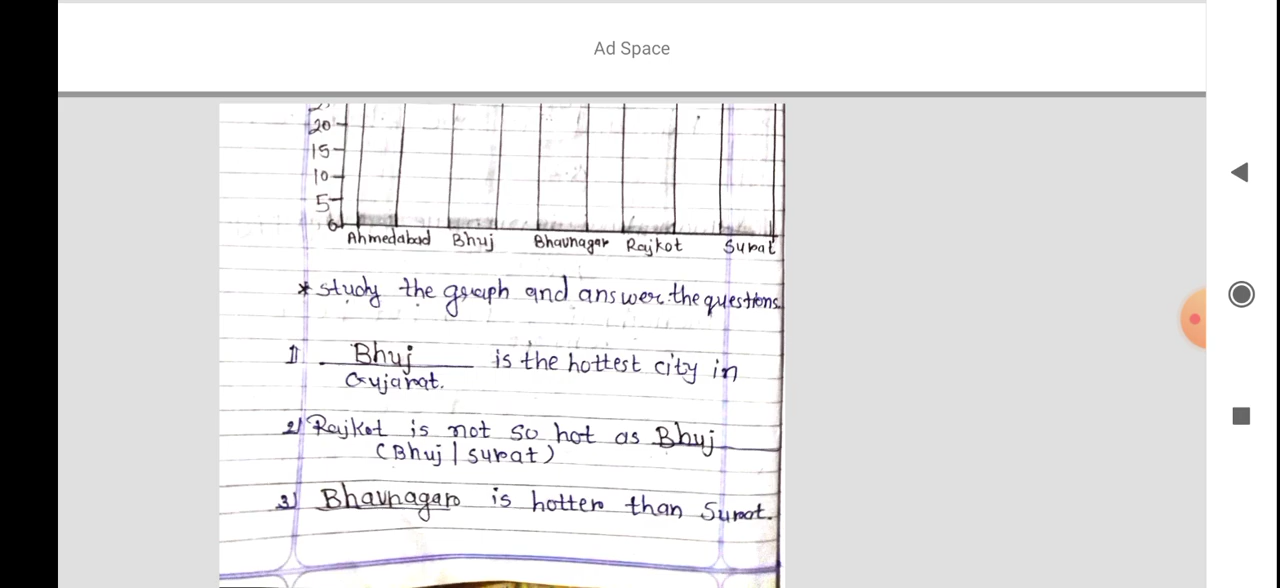 Ad Space
20
15
10
5
0
Ahmedabad Bhuj Bhavnagar Rajkot Surat
* study the graph and answer the questions.
1) Bhuj is the hottest city in
Gujarat.
2) Rajkot is not so hot as Bhuj
(Bhuj | surat)
3) Bhavnagar is hotter than Surat.